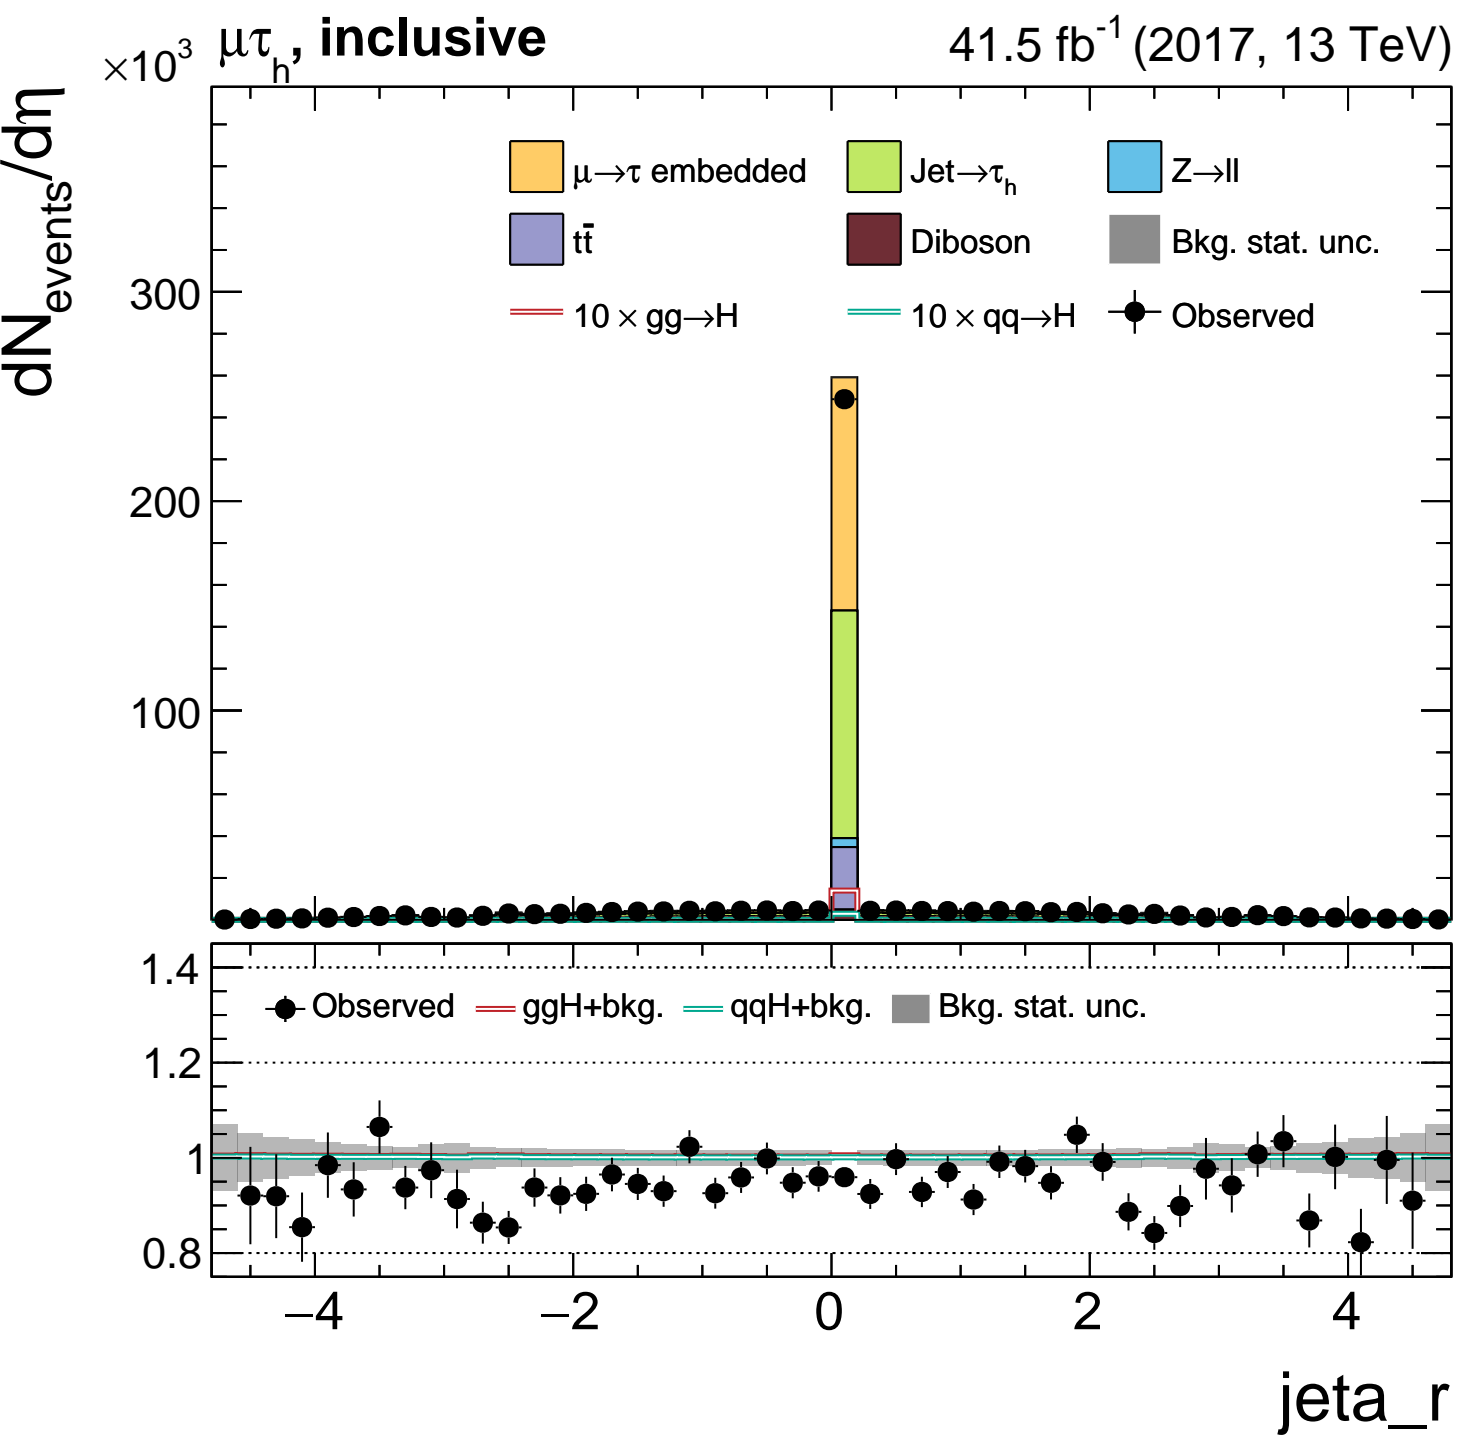 ×10³ μτₕ, inclusive 41.5 fb⁻¹ (2017, 13 TeV)
dN_events/dη
μ→τ embedded Jet→τₕ Z→ll
tt̄ Diboson Bkg. stat. unc.
10 × gg→H 10 × qq→H Observed
300
200
100
1.4
Observed ggH+bkg. qqH+bkg. Bkg. stat. unc.
1.2
1
0.8
−4 −2 0 2 4
jeta_r